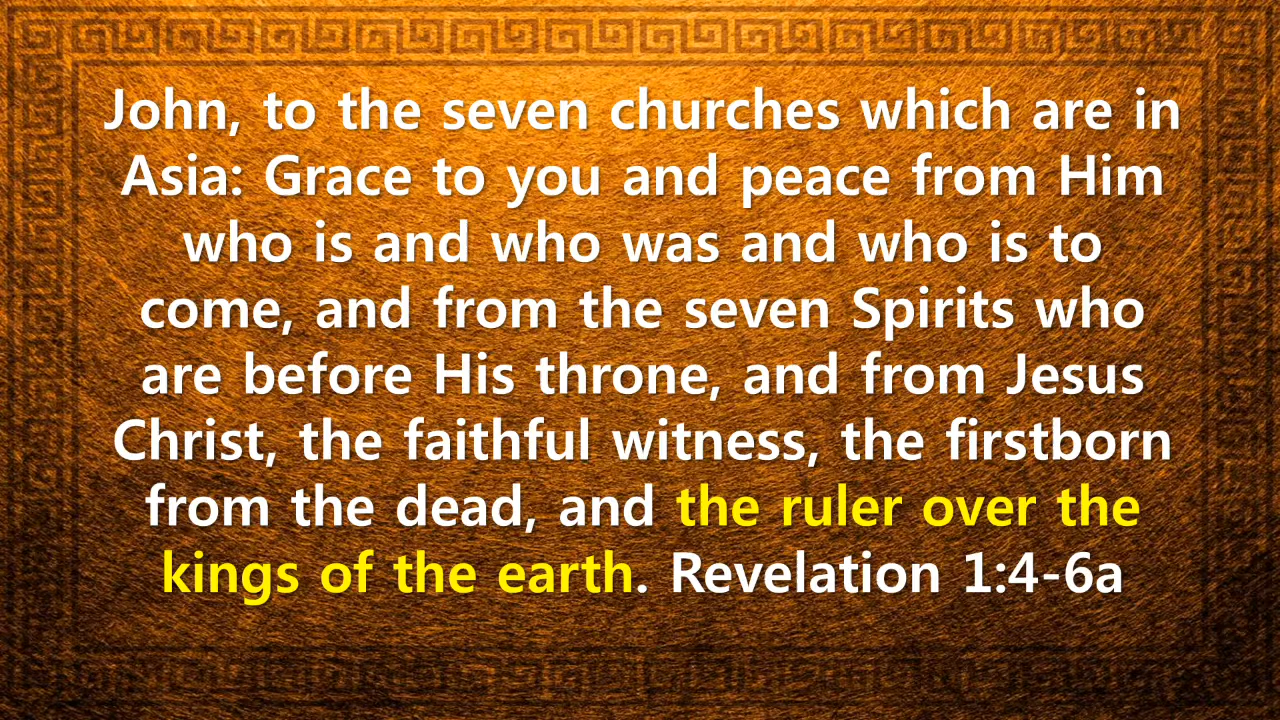 John, to the seven churches which are in
Asia: Grace to you and peace from Him
who is and who was and who is to
come, and from the seven Spirits who
are before His throne, and from Jesus
Christ, the faithful witness, the firstborn
from the dead, and the ruler over the
kings of the earth. Revelation 1:4-6a